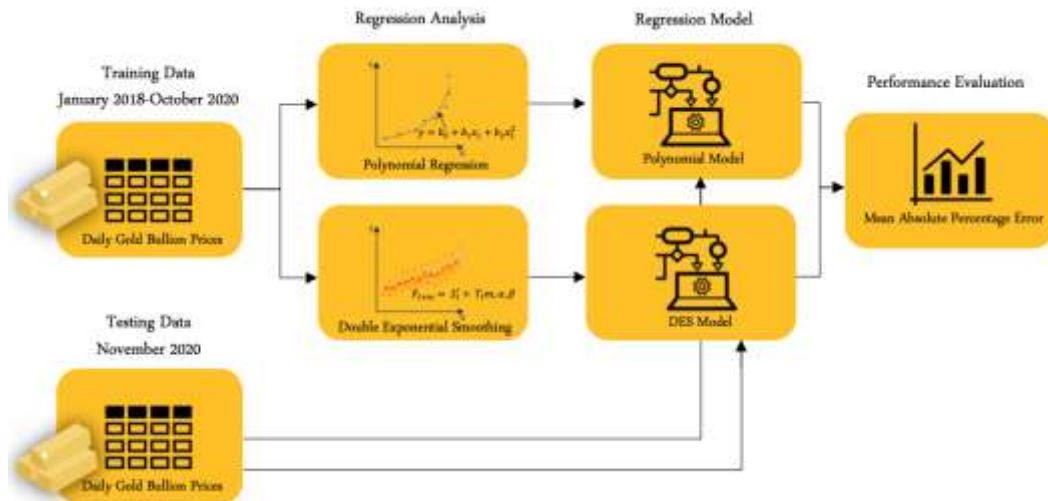 Regression Analysis
Regression Model
Training Data
January 2018-October 2020
Performance Evaluation
Polynomial Regression
Polynomial Model
Daily Gold Bullion Prices
Mean Absolute Percentage Error
Testing Data
November 2020
Double Exponential Smoothing
DES Model
Daily Gold Bullion Prices